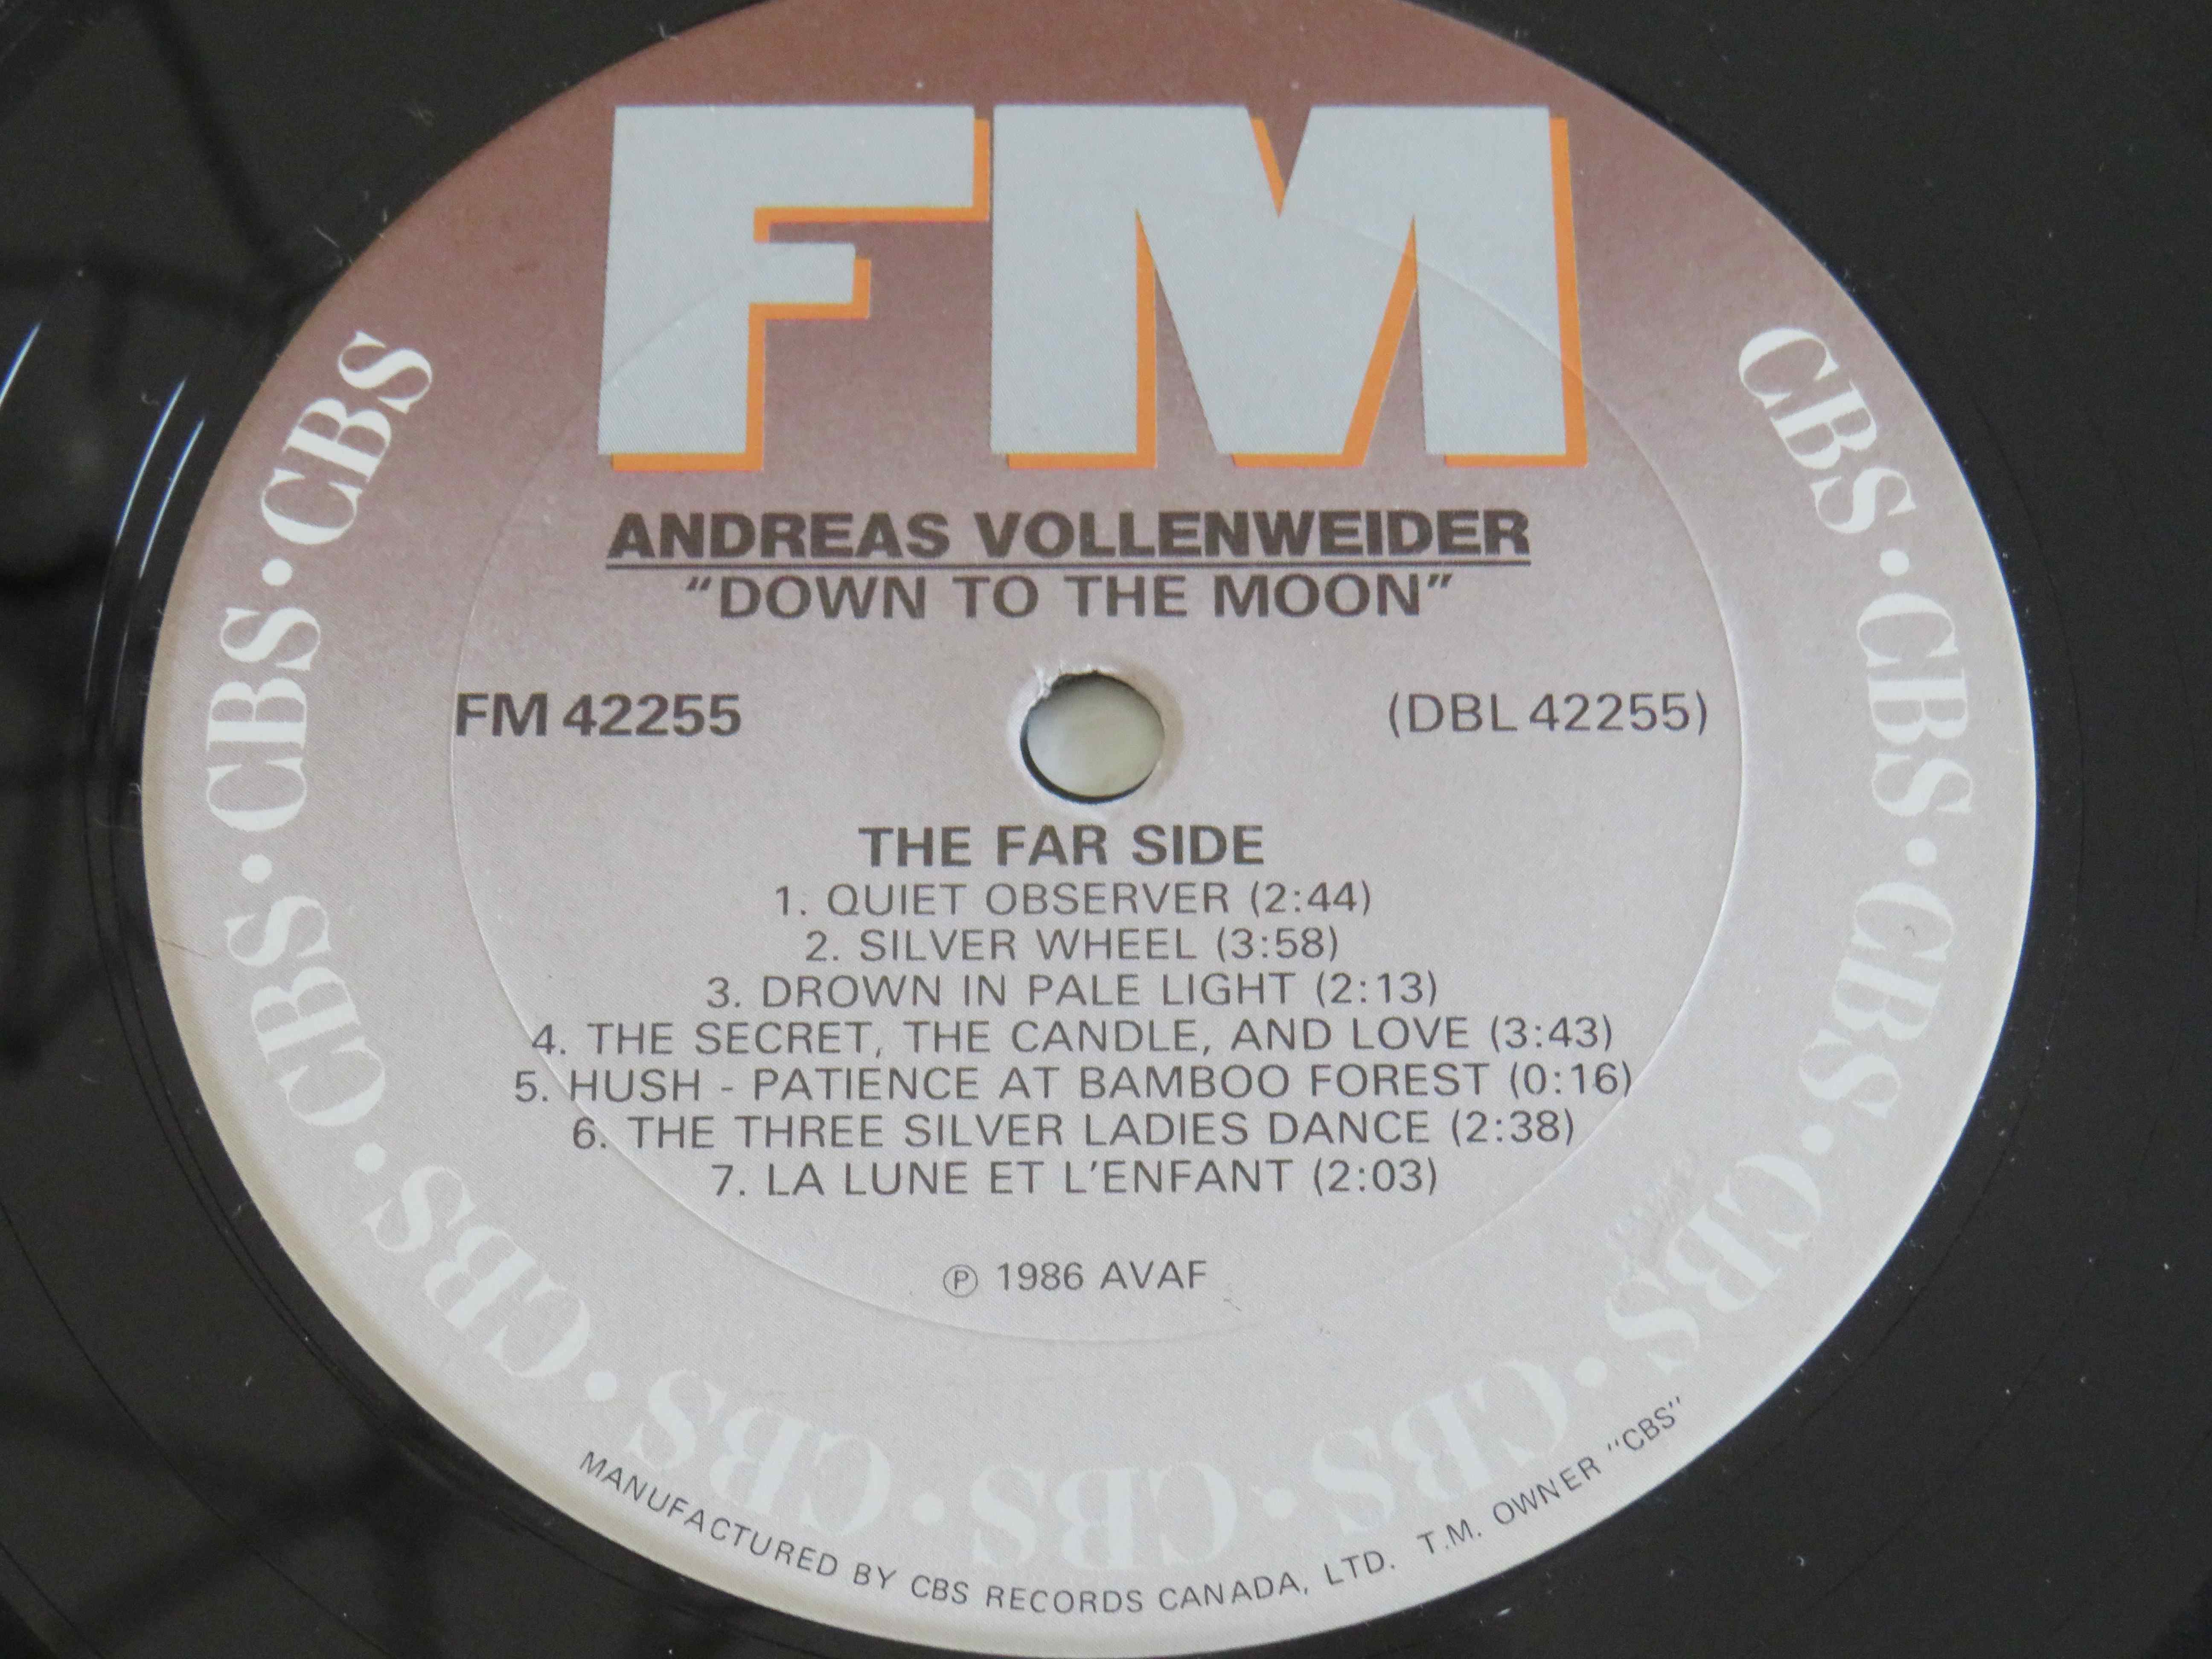 FM
ANDREAS VOLLENWEIDER
"DOWN TO THE MOON"
FM 42255
(DBL 42255)
THE FAR SIDE
1. QUIET OBSERVER (2:44)
2. SILVER WHEEL (3:58)
3. DROWN IN PALE LIGHT (2:13)
4. THE SECRET, THE CANDLE, AND LOVE (3:43)
5. HUSH - PATIENCE AT BAMBOO FOREST (0:16)
6. THE THREE SILVER LADIES DANCE (2:38)
7. LA LUNE ET L'ENFANT (2:03)
℗ 1986 AVAF
CBS · CBS · CBS · CBS · CBS · CBS · CBS · CBS · CBS · CBS · CBS
MANUFACTURED BY CBS RECORDS CANADA, LTD. T.M. OWNER "CBS"